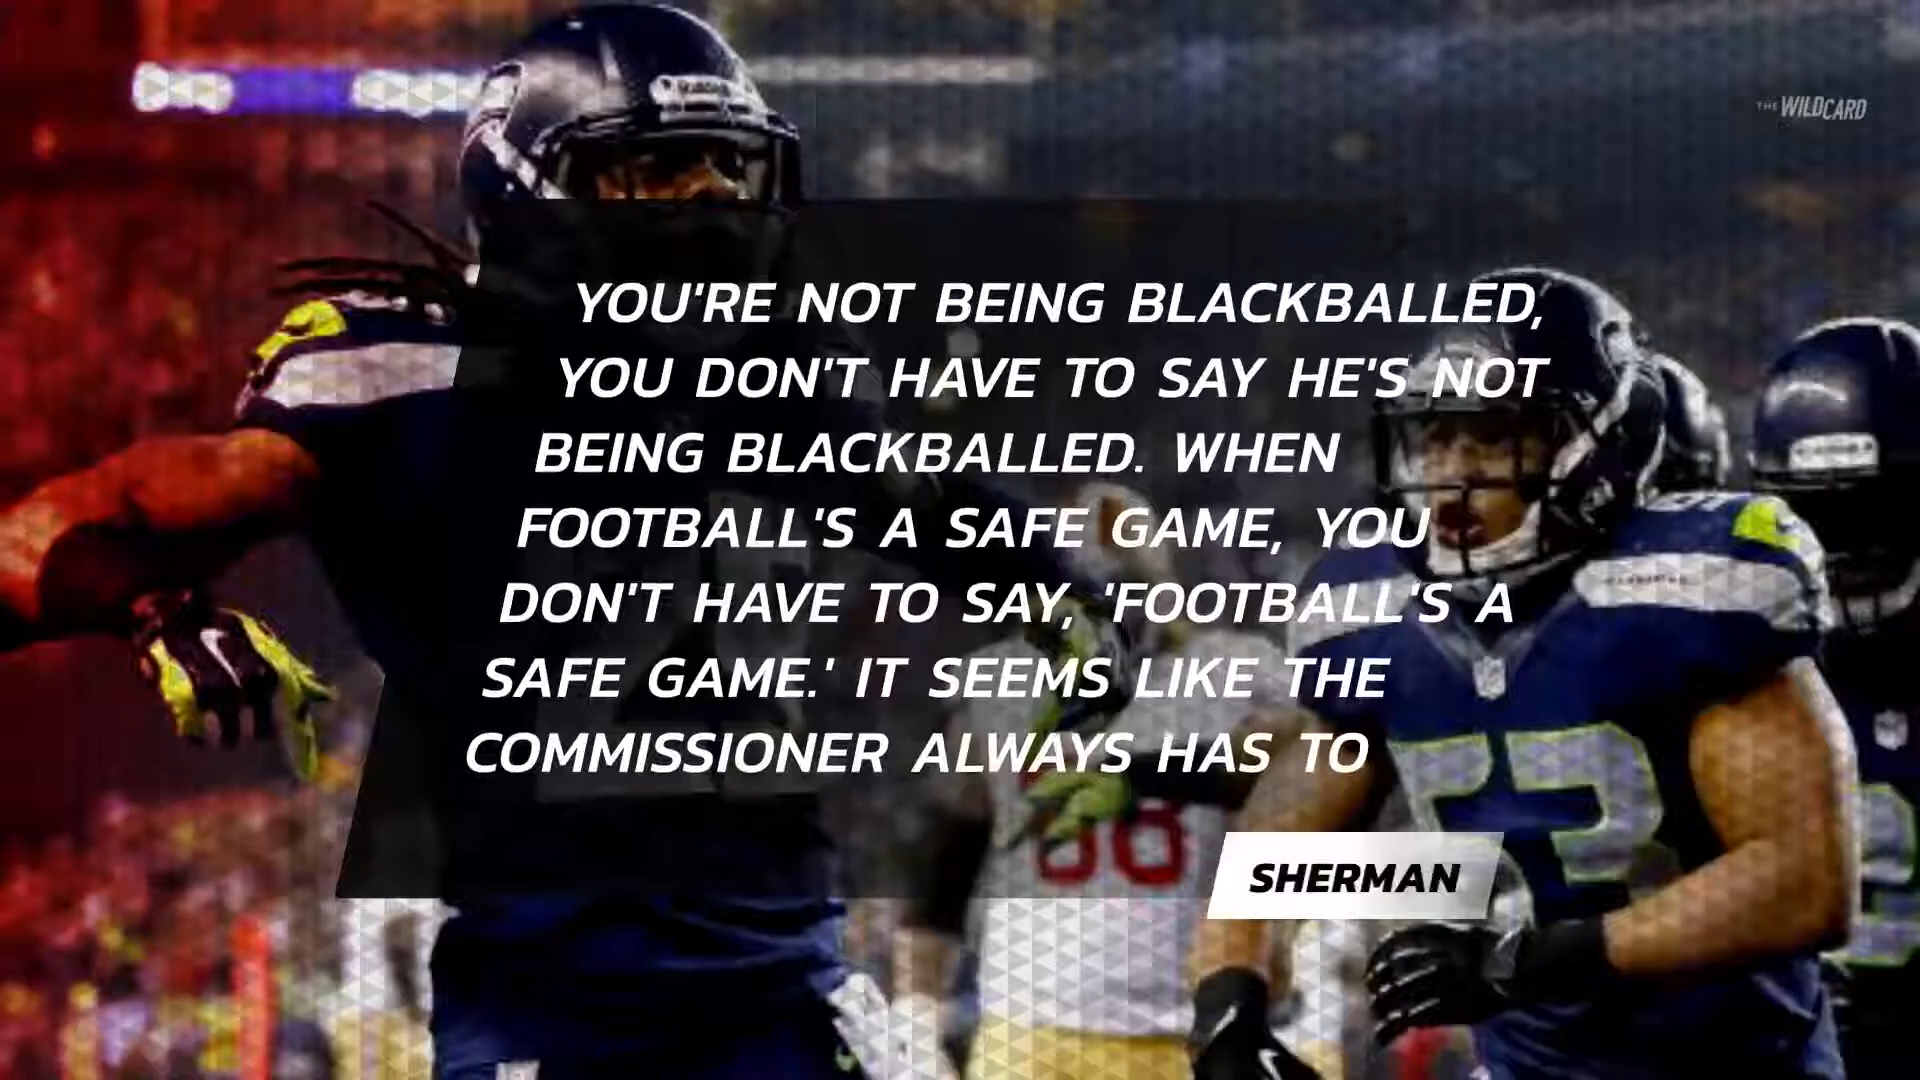 THE WILDCARD
YOU'RE NOT BEING BLACKBALLED,
YOU DON'T HAVE TO SAY HE'S NOT
BEING BLACKBALLED. WHEN
FOOTBALL'S A SAFE GAME, YOU
DON'T HAVE TO SAY, 'FOOTBALL'S A
SAFE GAME.' IT SEEMS LIKE THE
COMMISSIONER ALWAYS HAS TO
SHERMAN
53